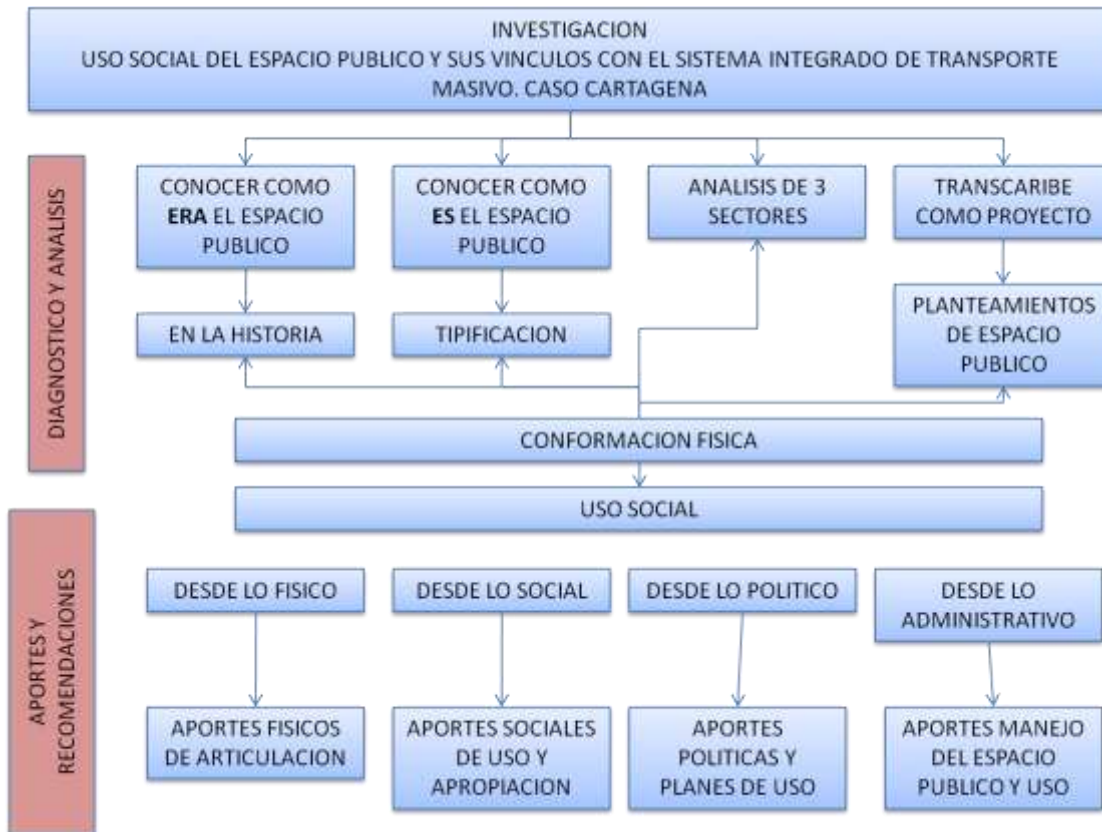 INVESTIGACION
USO SOCIAL DEL ESPACIO PUBLICO Y SUS VINCULOS CON EL SISTEMA INTEGRADO DE TRANSPORTE
MASIVO. CASO CARTAGENA
DIAGNOSTICO Y ANALISIS
CONOCER COMO
ERA EL ESPACIO
PUBLICO
CONOCER COMO
ES EL ESPACIO
PUBLICO
ANALISIS DE 3
SECTORES
TRANSCARIBE
COMO PROYECTO
EN LA HISTORIA
TIPIFICACION
PLANTEAMIENTOS
DE ESPACIO
PUBLICO
CONFORMACION FISICA
USO SOCIAL
APORTES Y
RECOMENDACIONES
DESDE LO FISICO
DESDE LO SOCIAL
DESDE LO POLITICO
DESDE LO
ADMINISTRATIVO
APORTES FISICOS
DE ARTICULACION
APORTES SOCIALES
DE USO Y
APROPIACION
APORTES
POLITICAS Y
PLANES DE USO
APORTES MANEJO
DEL ESPACIO
PUBLICO Y USO